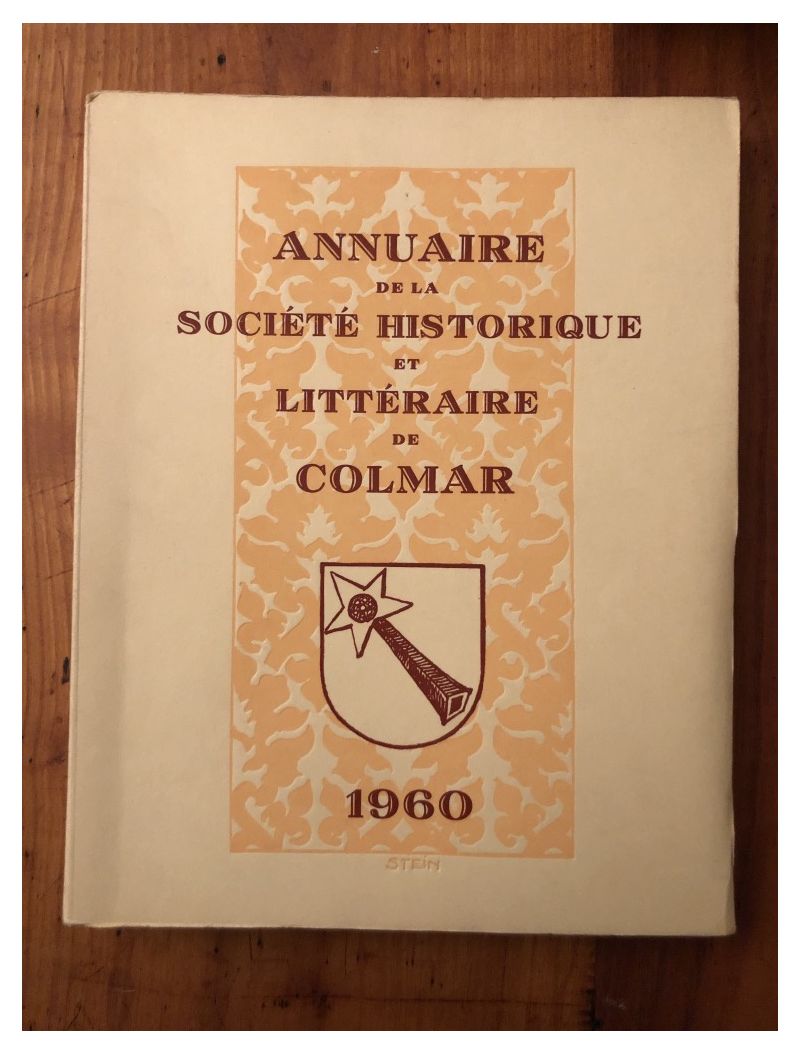 ANNUAIRE
DE LA
SOCIÉTÉ HISTORIQUE
ET
LITTÉRAIRE
DE
COLMAR
1960
STEIN